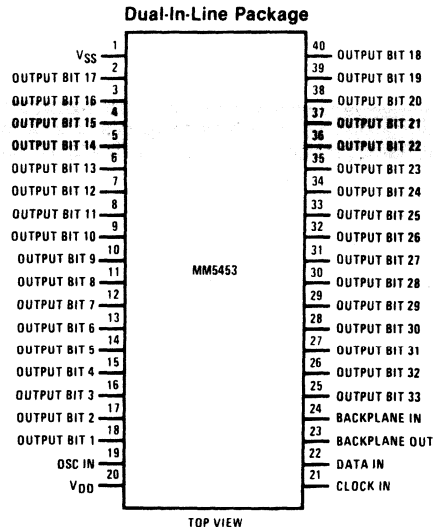 Dual-In-Line Package
1
VSS
2
OUTPUT BIT 17
3
OUTPUT BIT 16
4
OUTPUT BIT 15
5
OUTPUT BIT 14
6
OUTPUT BIT 13
7
OUTPUT BIT 12
8
OUTPUT BIT 11
9
OUTPUT BIT 10
10
OUTPUT BIT 9
11
OUTPUT BIT 8
12
OUTPUT BIT 7
13
OUTPUT BIT 6
14
OUTPUT BIT 5
15
OUTPUT BIT 4
16
OUTPUT BIT 3
17
OUTPUT BIT 2
18
OUTPUT BIT 1
19
OSC IN
20
VDD
MM5453
40
OUTPUT BIT 18
39
OUTPUT BIT 19
38
OUTPUT BIT 20
37
OUTPUT BIT 21
36
OUTPUT BIT 22
35
OUTPUT BIT 23
34
OUTPUT BIT 24
33
OUTPUT BIT 25
32
OUTPUT BIT 26
31
OUTPUT BIT 27
30
OUTPUT BIT 28
29
OUTPUT BIT 29
28
OUTPUT BIT 30
27
OUTPUT BIT 31
26
OUTPUT BIT 32
25
OUTPUT BIT 33
24
BACKPLANE IN
23
BACKPLANE OUT
22
DATA IN
21
CLOCK IN
TOP VIEW